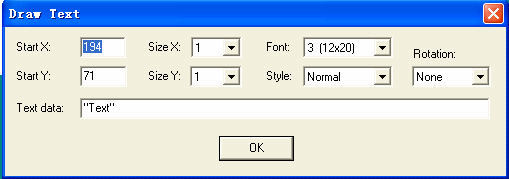 Draw Text
Start X: 194 Size X: 1 Font: 3 (12x20) Rotation:
Start Y: 71 Size Y: 1 Style: Normal None
Text data: "Text"
OK